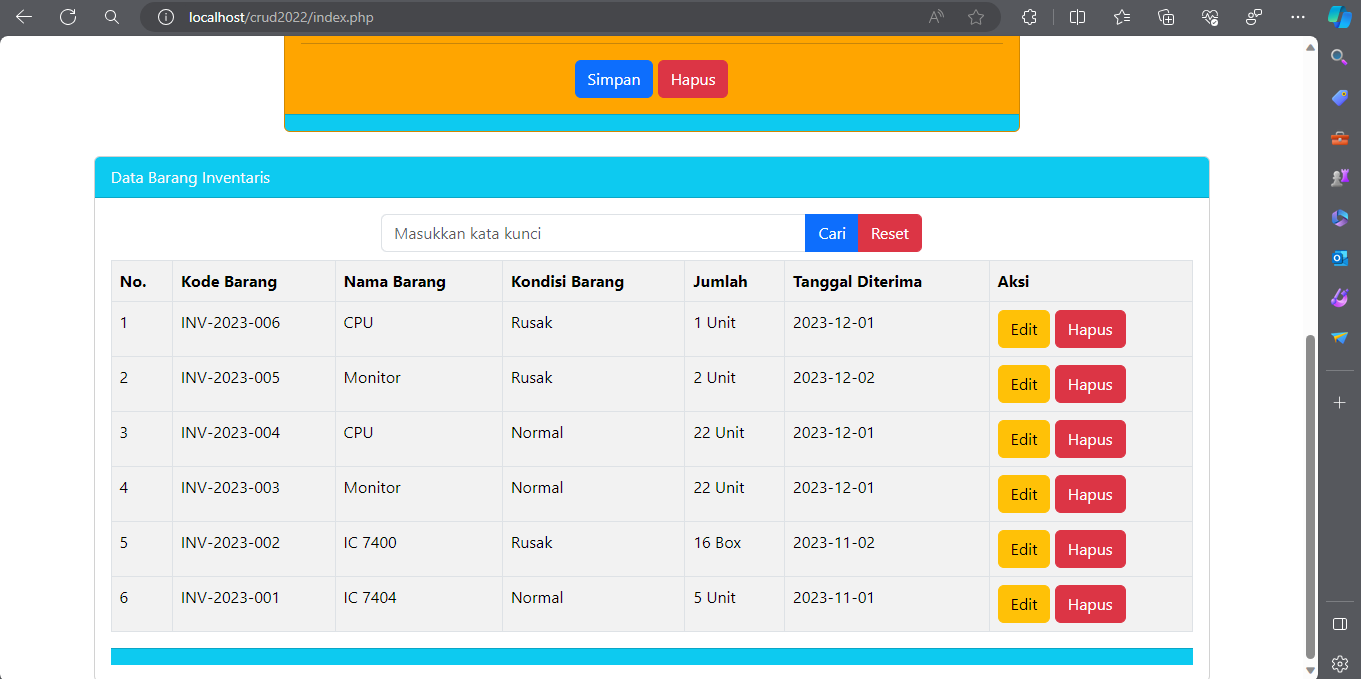 localhost/crud2022/index.php
Simpan Hapus
Data Barang Inventaris
Masukkan kata kunci Cari Reset
No. Kode Barang Nama Barang Kondisi Barang Jumlah Tanggal Diterima Aksi
1 INV-2023-006 CPU Rusak 1 Unit 2023-12-01 Edit Hapus
2 INV-2023-005 Monitor Rusak 2 Unit 2023-12-02 Edit Hapus
3 INV-2023-004 CPU Normal 22 Unit 2023-12-01 Edit Hapus
4 INV-2023-003 Monitor Normal 22 Unit 2023-12-01 Edit Hapus
5 INV-2023-002 IC 7400 Rusak 16 Box 2023-11-02 Edit Hapus
6 INV-2023-001 IC 7404 Normal 5 Unit 2023-11-01 Edit Hapus